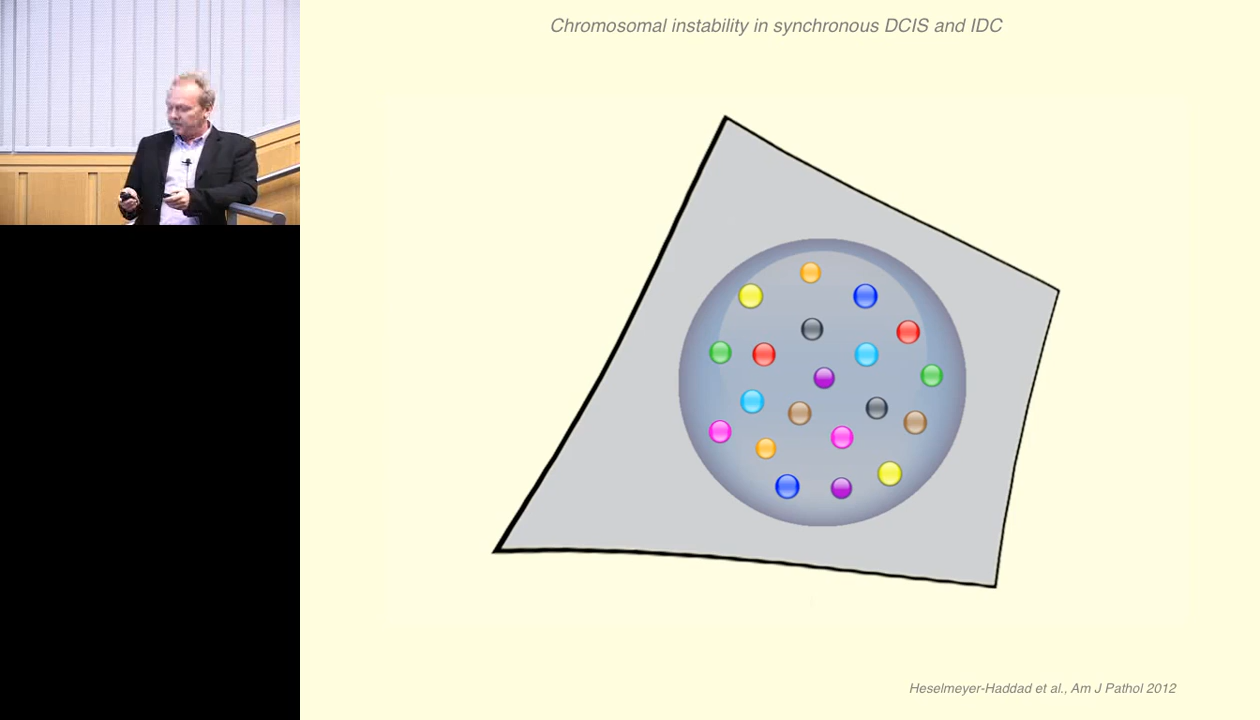 Chromosomal instability in synchronous DCIS and IDC
Heselmeyer-Haddad et al., Am J Pathol 2012